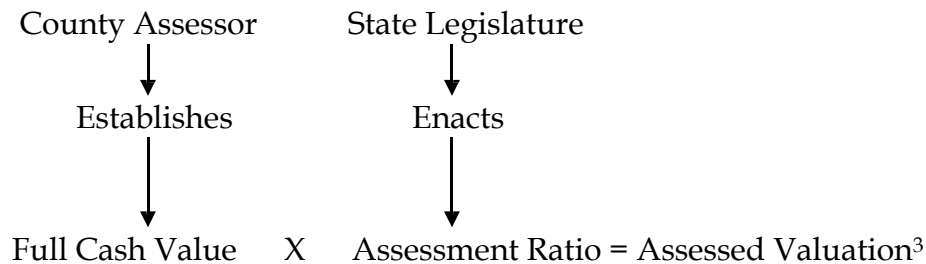 County Assessor State Legislature
Establishes Enacts
Full Cash Value X Assessment Ratio = Assessed Valuation³